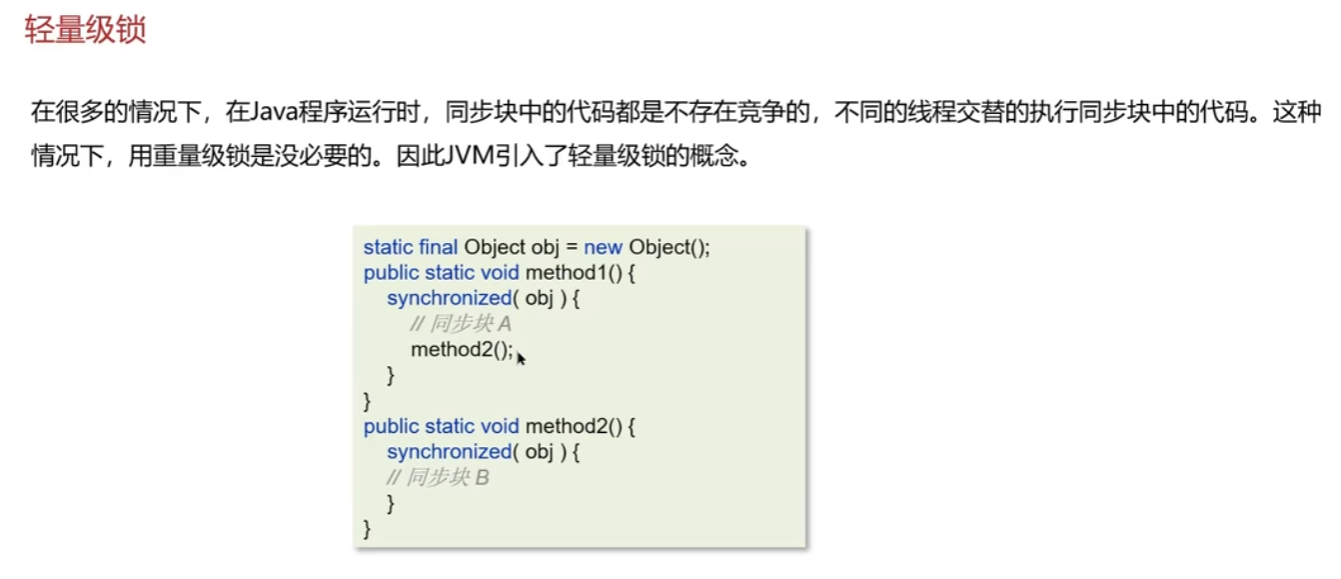 轻量级锁
在很多的情况下，在Java程序运行时，同步块中的代码都是不存在竞争的，不同的线程交替的执行同步块中的代码。这种
情况下，用重量级锁是没必要的。因此JVM引入了轻量级锁的概念。
static final Object obj = new Object();
public static void method1() {
synchronized( obj ) {
// 同步块 A
method2();
}
}
public static void method2() {
synchronized( obj ) {
// 同步块 B
}
}